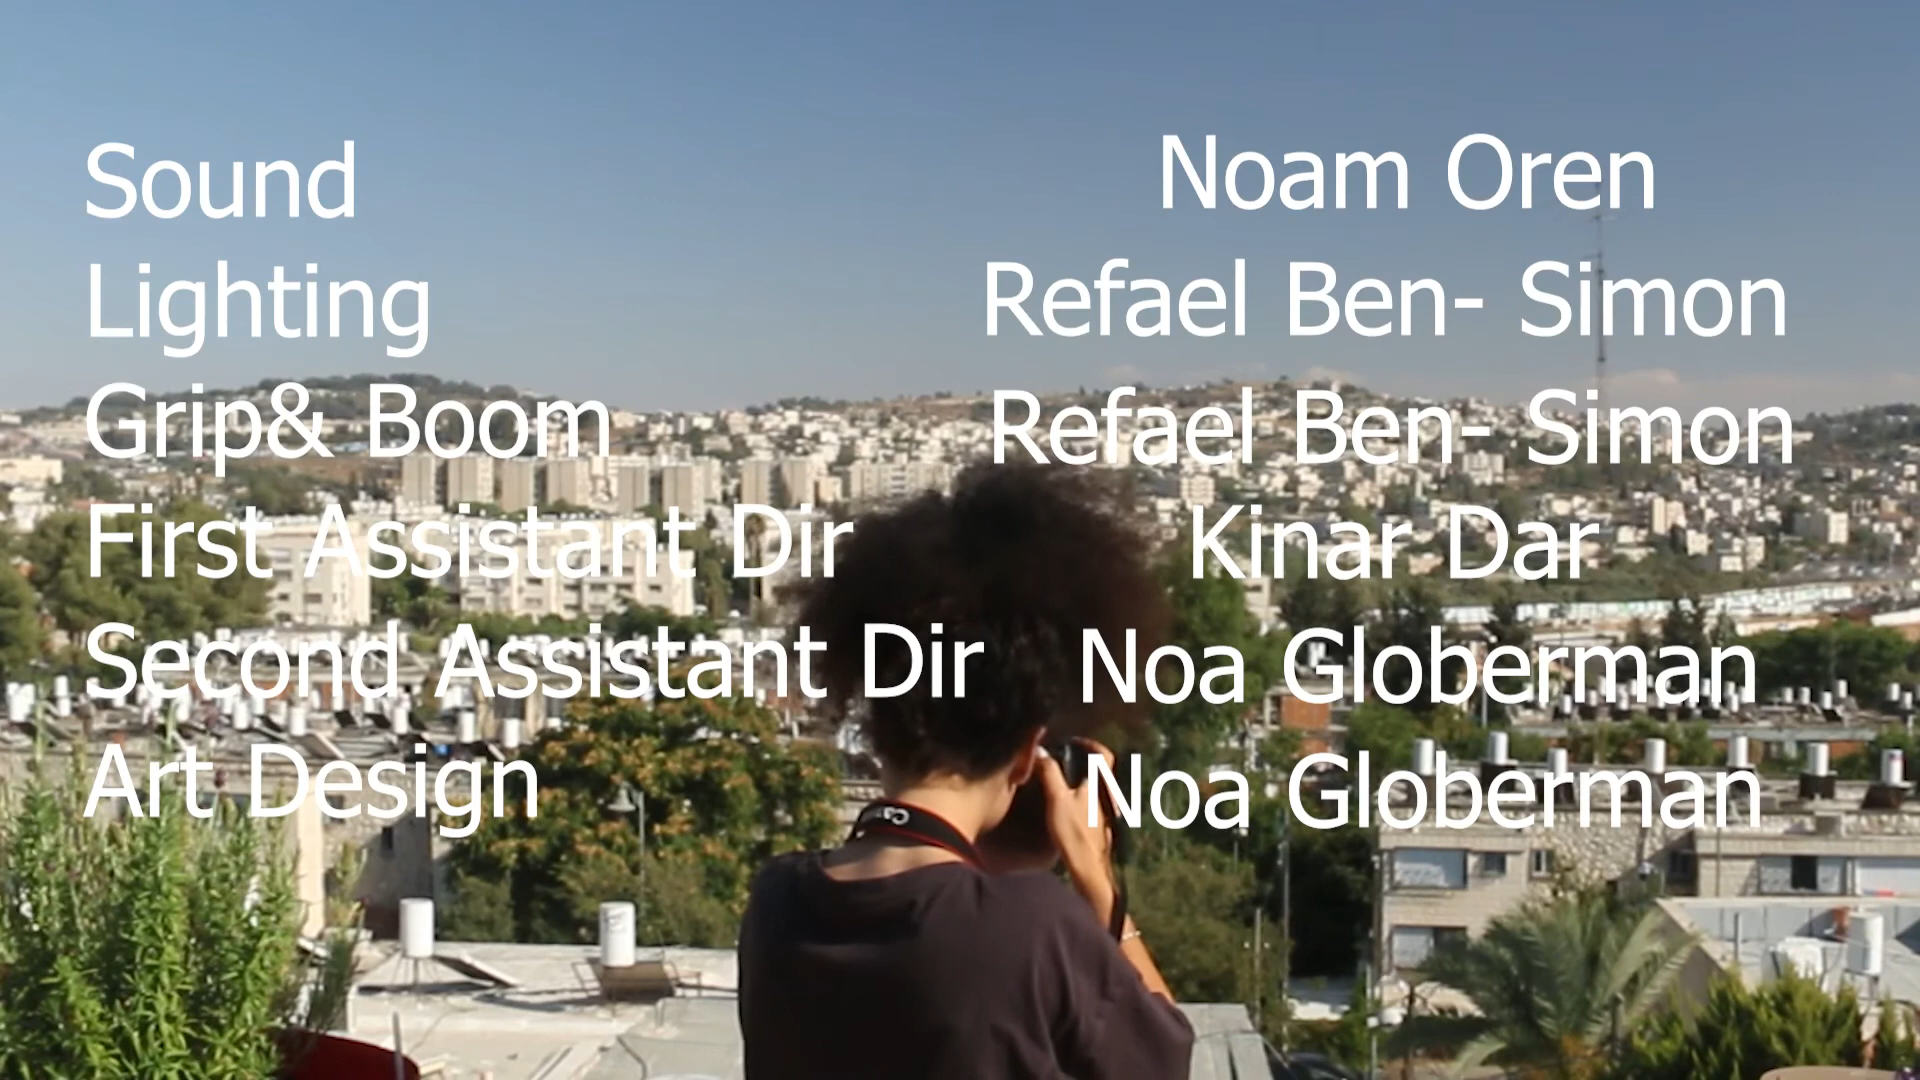 Sound Noam Oren
Lighting Refael Ben- Simon
Grip& Boom Refael Ben- Simon
First Assistant Dir Kinar Dar
Second Assistant Dir Noa Globerman
Art Design Noa Globerman